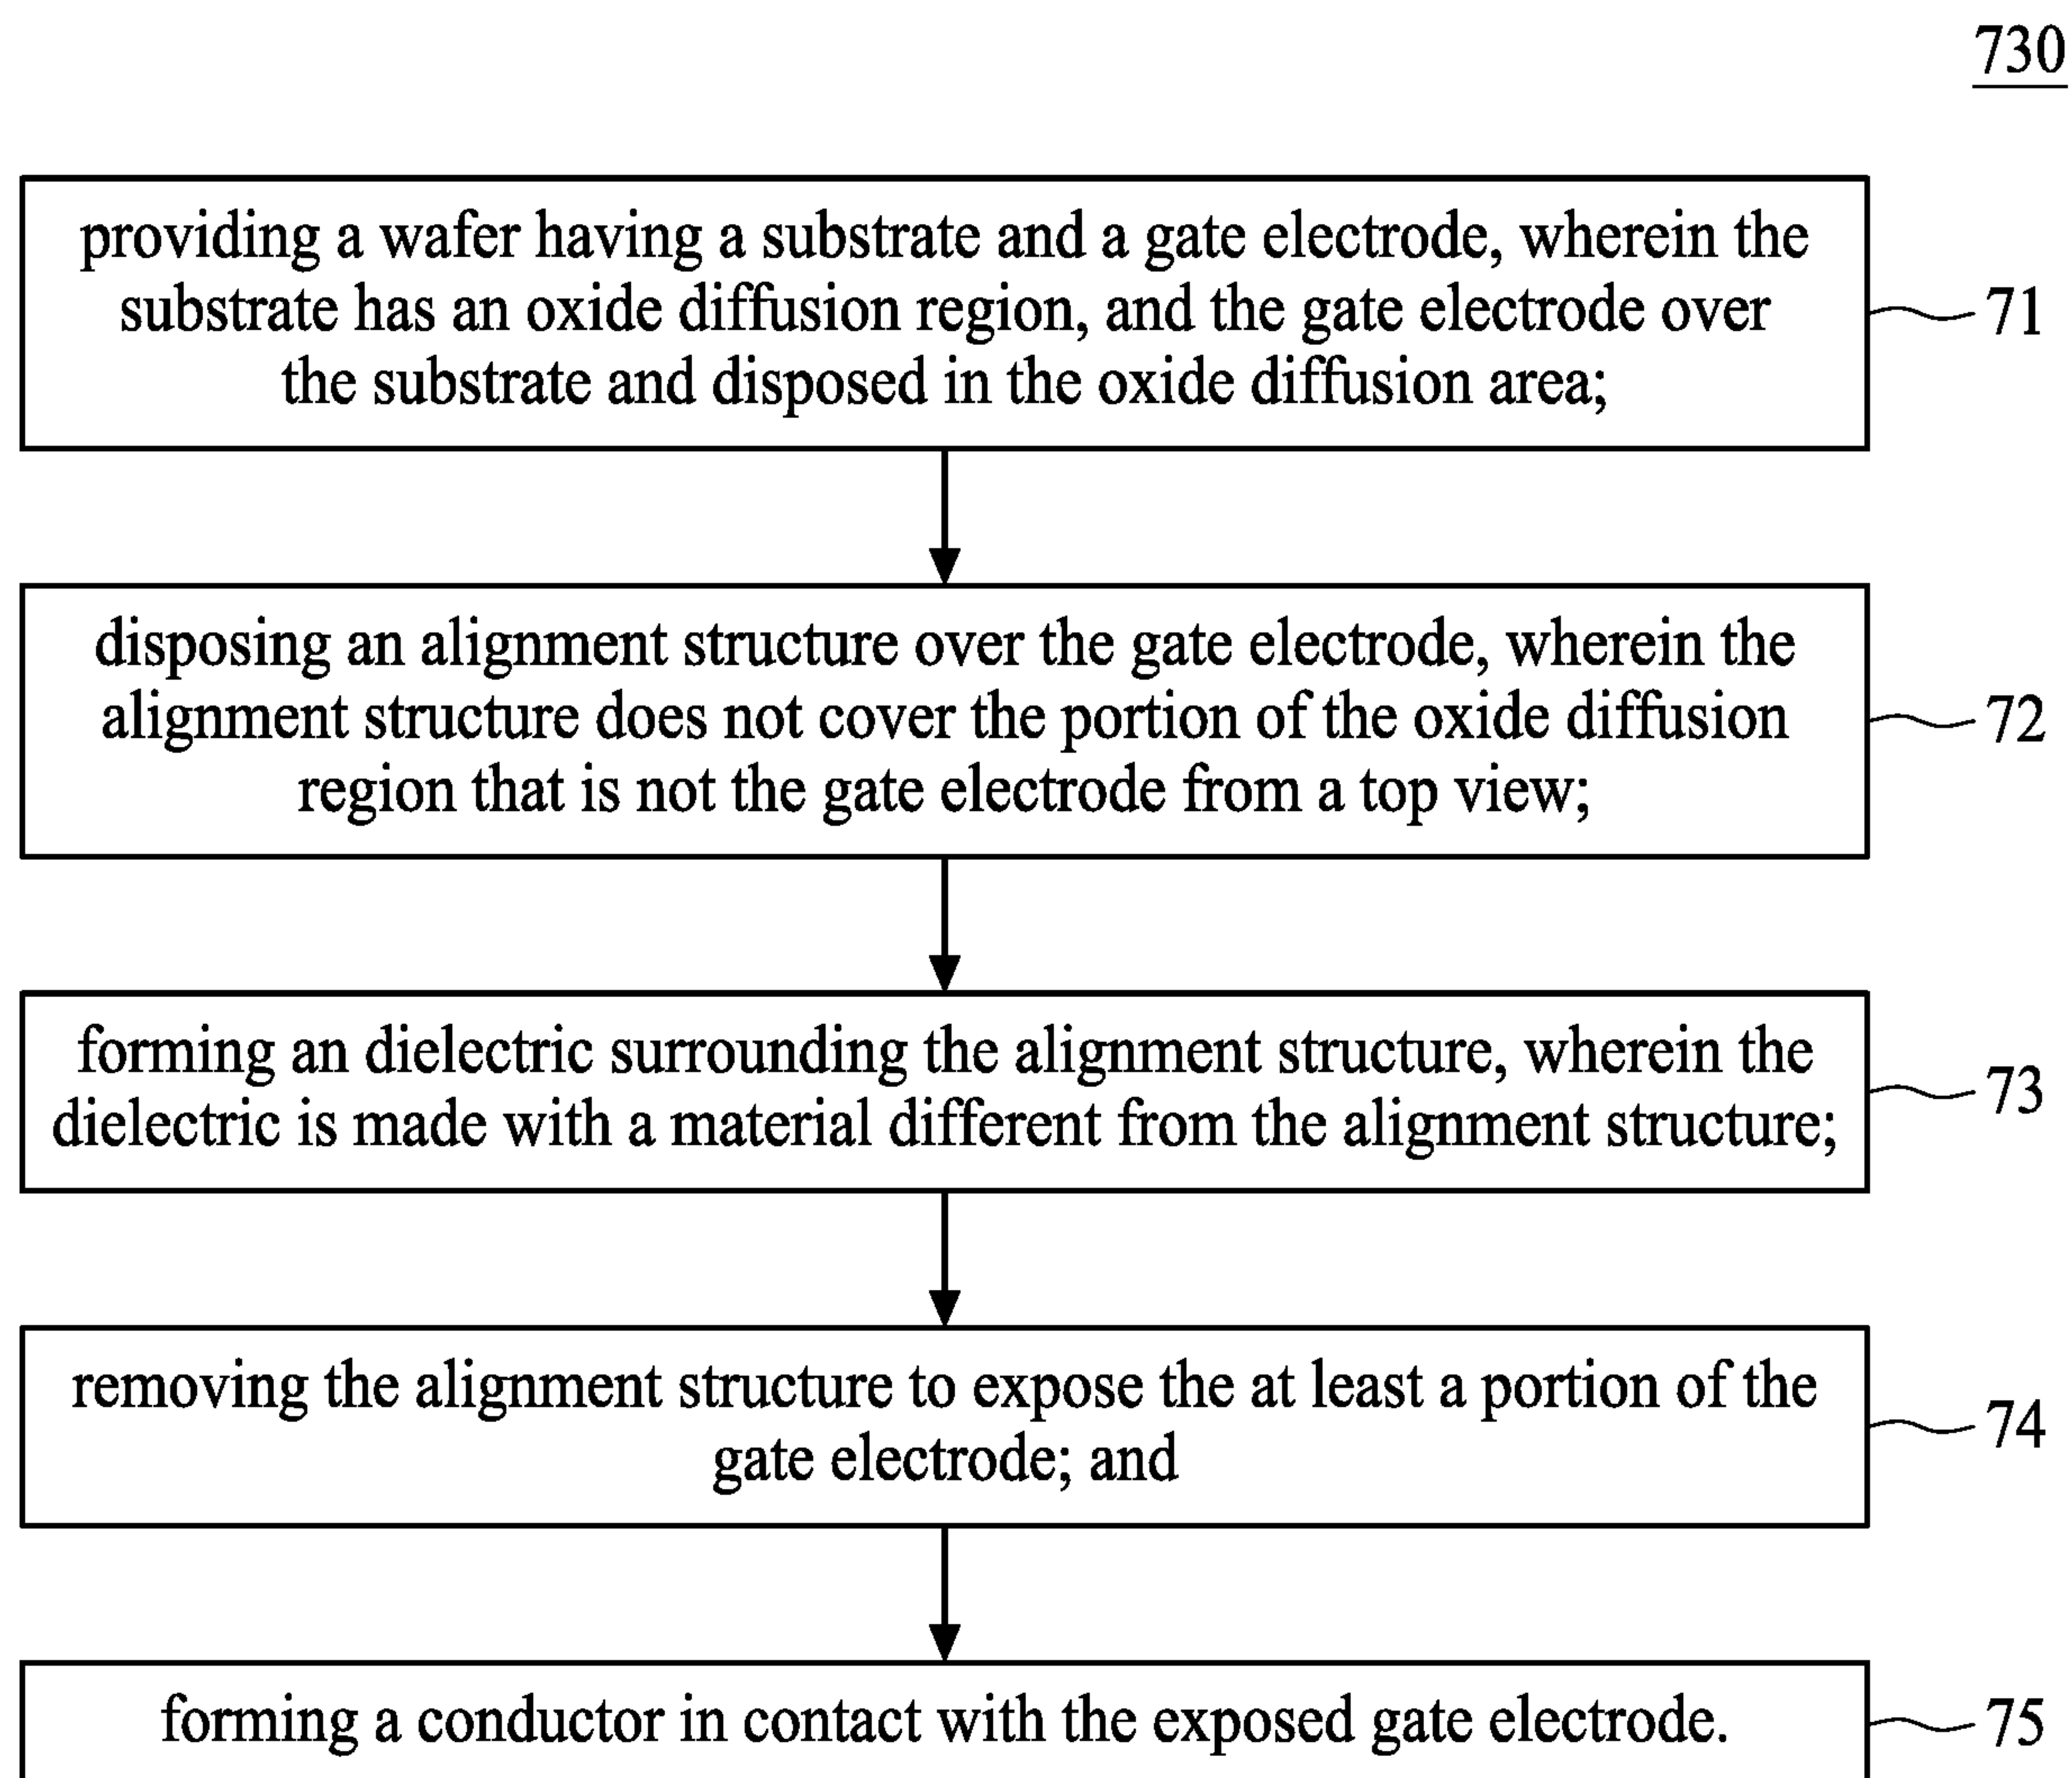 730
providing a wafer having a substrate and a gate electrode, wherein the
substrate has an oxide diffusion region, and the gate electrode over
the substrate and disposed in the oxide diffusion area;
71
disposing an alignment structure over the gate electrode, wherein the
alignment structure does not cover the portion of the oxide diffusion
region that is not the gate electrode from a top view;
72
forming an dielectric surrounding the alignment structure, wherein the
dielectric is made with a material different from the alignment structure;
73
removing the alignment structure to expose the at least a portion of the
gate electrode; and
74
forming a conductor in contact with the exposed gate electrode.
75